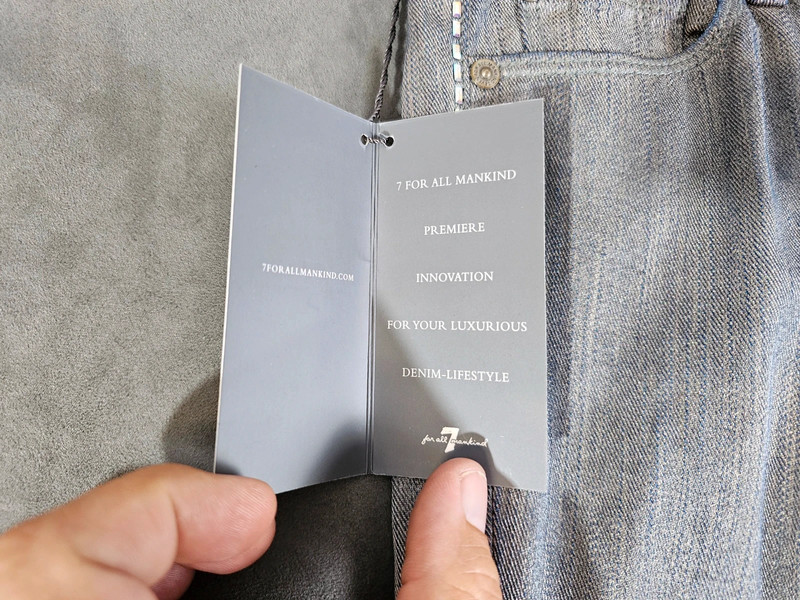 7FORALLMANKIND.COM
7 FOR ALL MANKIND
PREMIERE
INNOVATION
FOR YOUR LUXURIOUS
DENIM-LIFESTYLE
for all 7 mankind